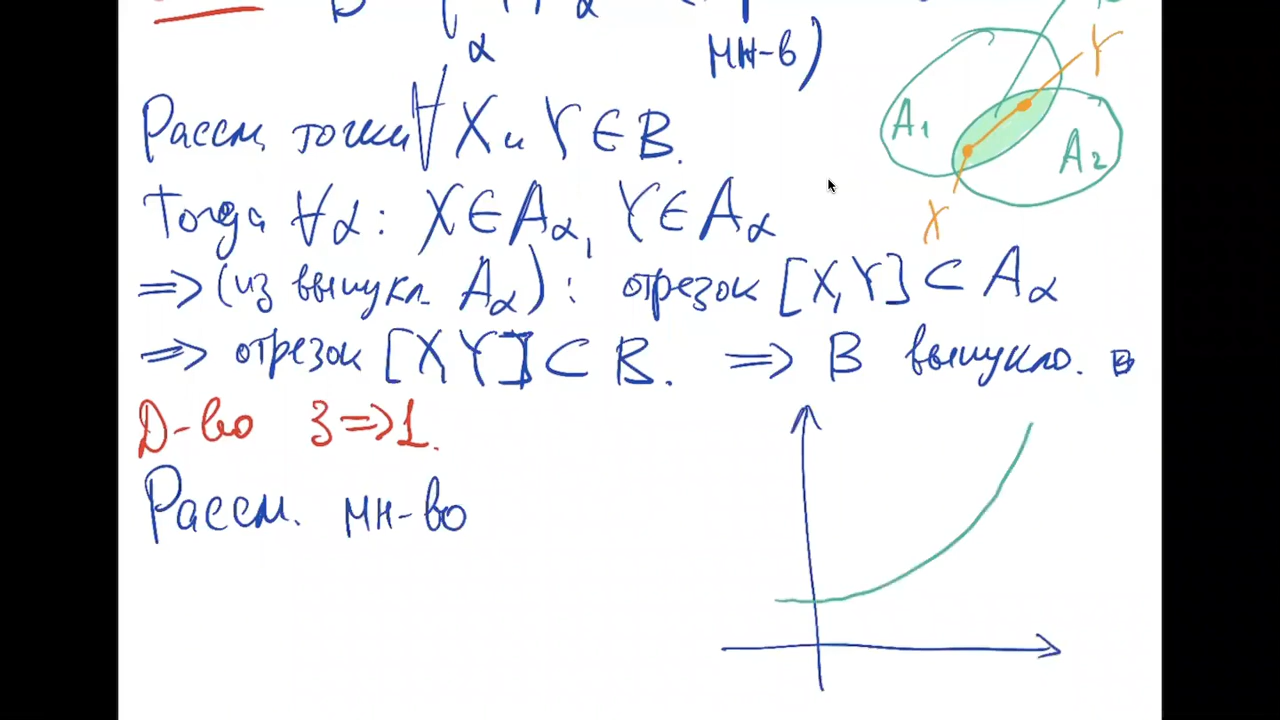 α мн-в)
A₁ A₂ X Y
Рассм. точки ∀ X и Y ∈ B.
Тогда ∀α: X∈Aα, Y∈Aα
=> (из выпукл. Aα): отрезок [X,Y] ⊂ Aα
=> отрезок [XY] ⊂ B. => B выпукло.
D-во 3=>1.
Рассм. мн-во